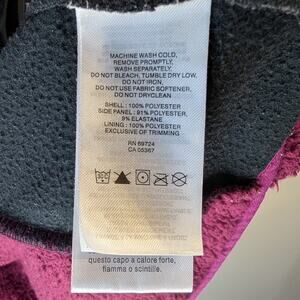 MACHINE WASH COLD,
REMOVE PROMPTLY,
WASH SEPARATELY,
DO NOT BLEACH, TUMBLE DRY LOW,
DO NOT IRON,
DO NOT USE FABRIC SOFTENER,
DO NOT DRYCLEAN
SHELL : 100% POLYESTER
SIDE PANEL : 91% POLYESTER,
9% ELASTANE
LINING : 100% POLYESTER
EXCLUSIVE OF TRIMMING
RN 69724
CA 05367
questo capo a calore forte,
fiamma o scintille.